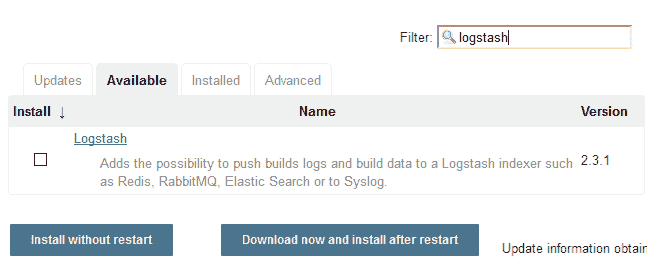 Filter: logstash
Updates Available Installed Advanced
Install ↓ Name Version
Logstash
Adds the possibility to push builds logs and build data to a Logstash indexer such 2.3.1
as Redis, RabbitMQ, Elastic Search or to Syslog.
Install without restart Download now and install after restart Update information obtain